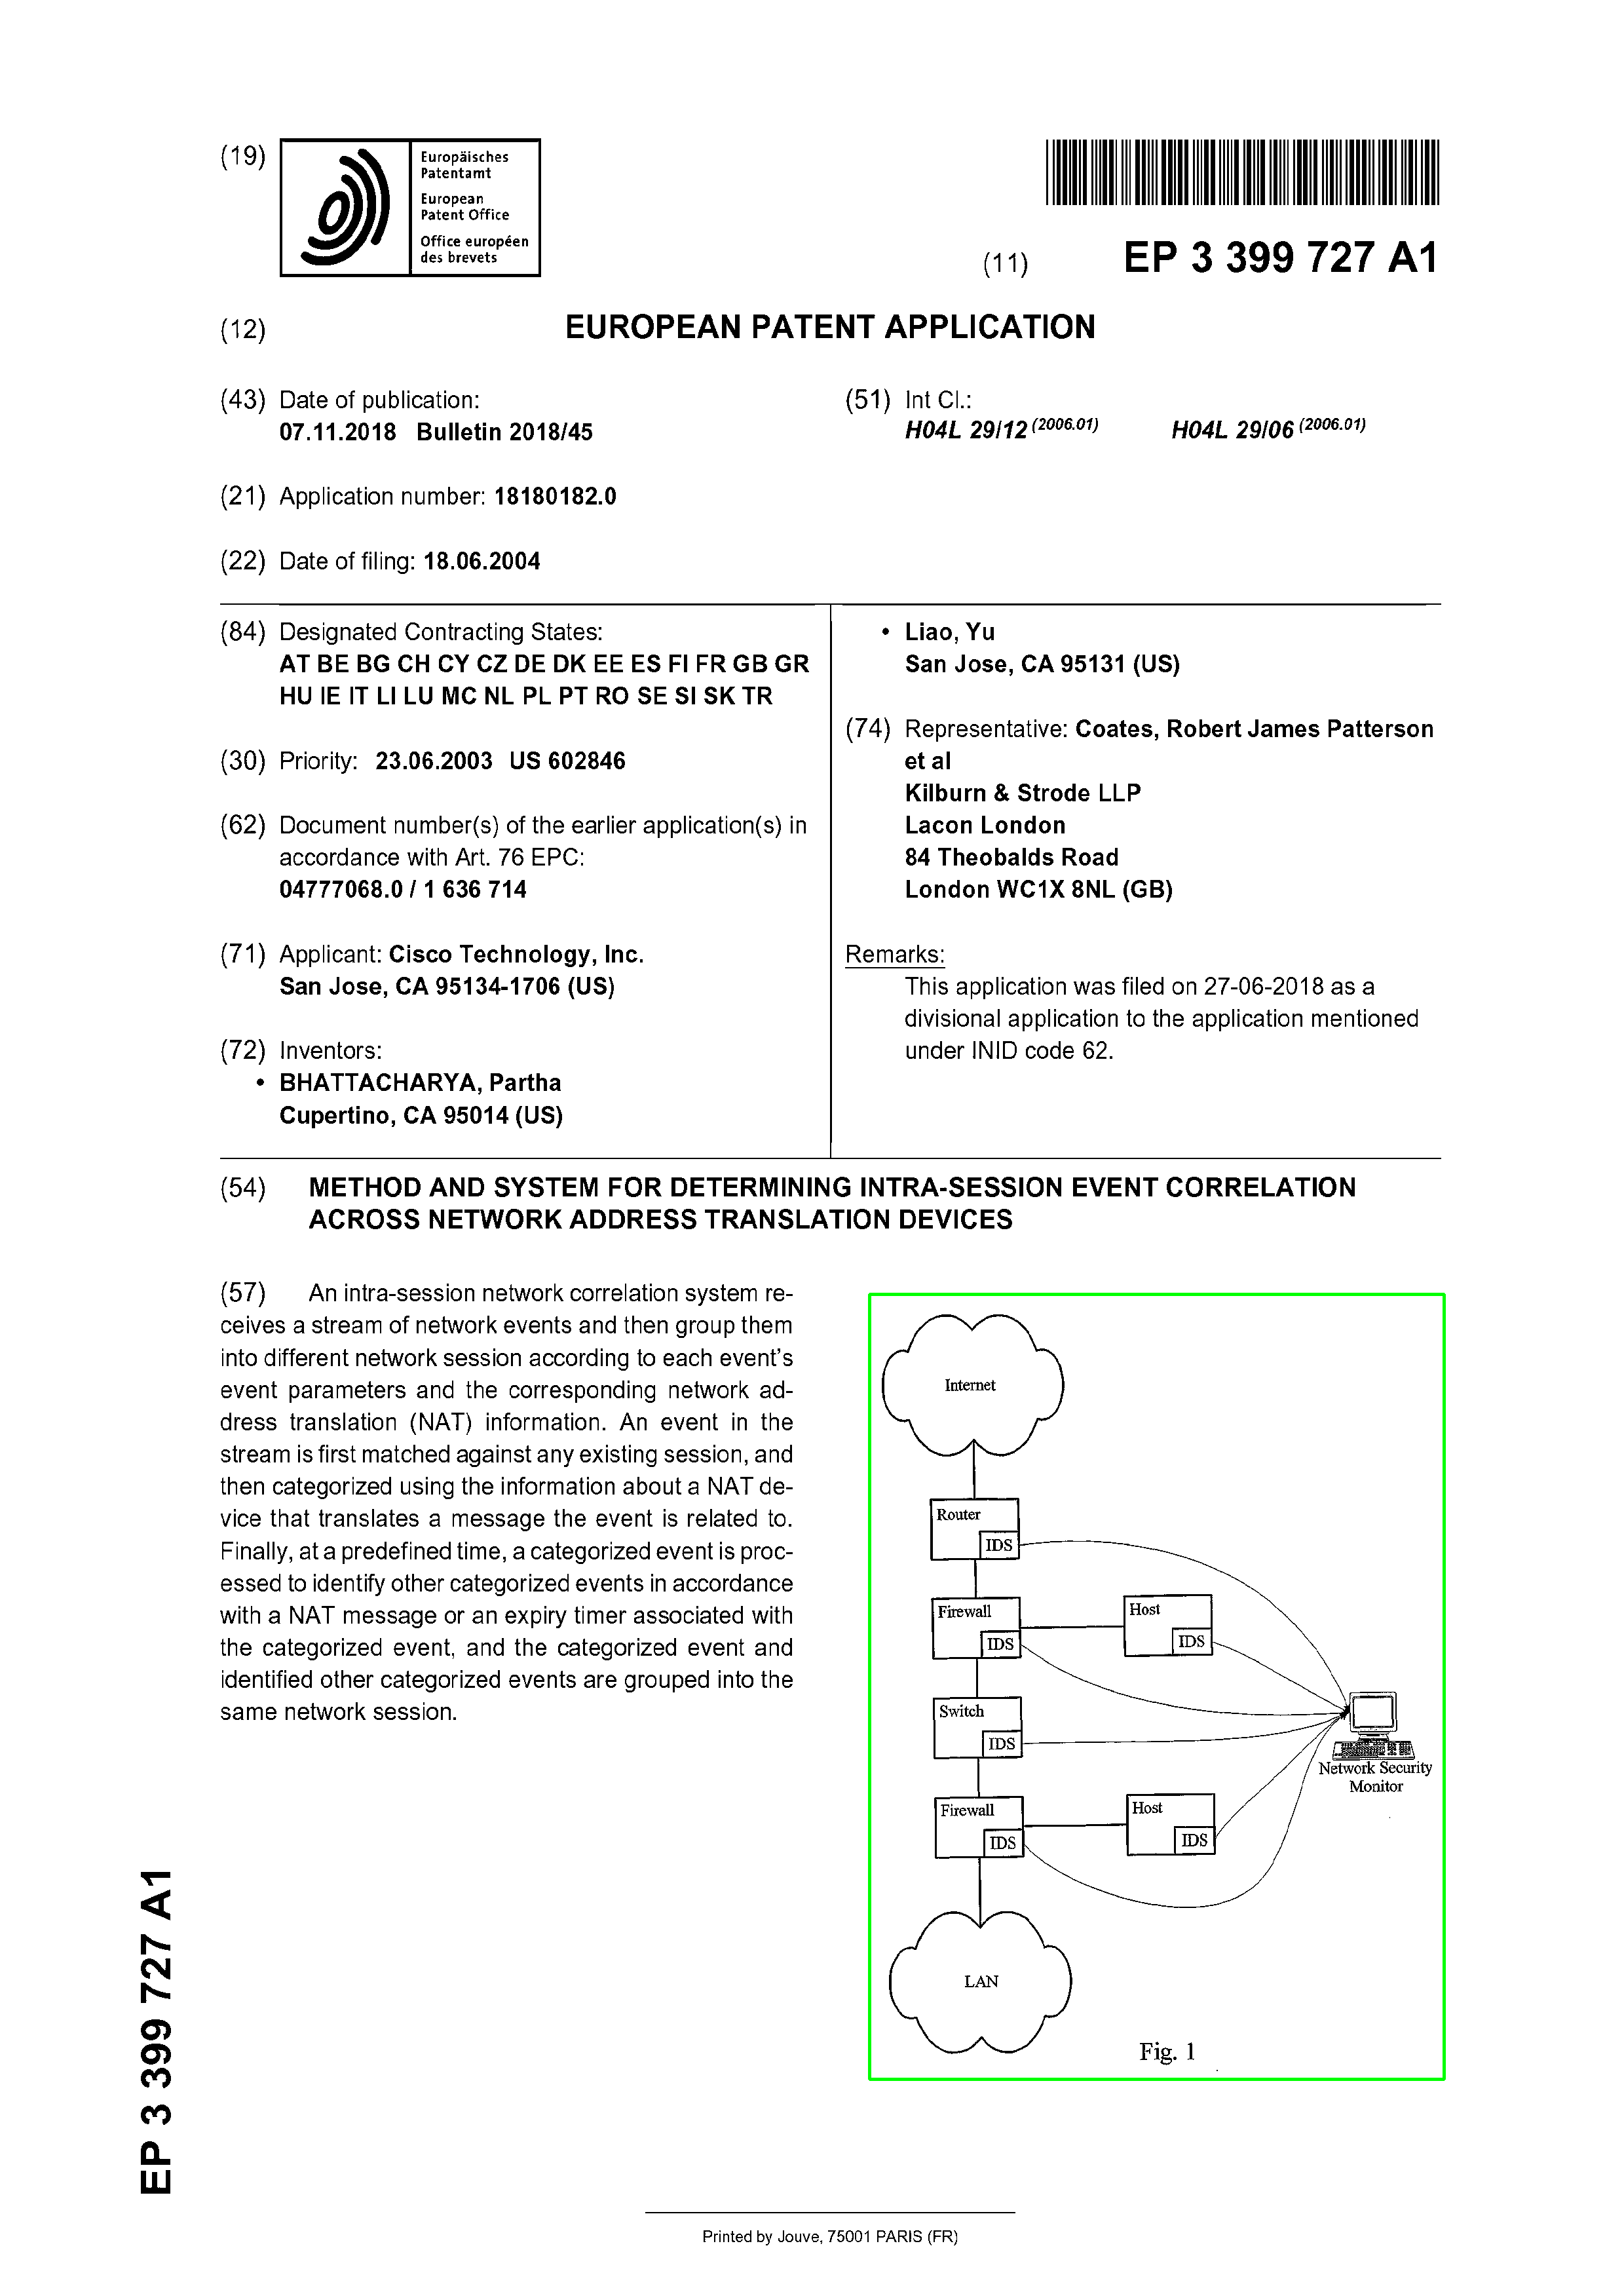 (19)
Europäisches
Patentamt
European
Patent Office
Office européen
des brevets
(11) EP 3 399 727 A1
(12) EUROPEAN PATENT APPLICATION
(43) Date of publication:
07.11.2018 Bulletin 2018/45
(21) Application number: 18180182.0
(22) Date of filing: 18.06.2004
(51) Int Cl.:
H04L 29/12 (2006.01) H04L 29/06 (2006.01)
(84) Designated Contracting States:
AT BE BG CH CY CZ DE DK EE ES FI FR GB GR
HU IE IT LI LU MC NL PL PT RO SE SI SK TR
(30) Priority: 23.06.2003 US 602846
(62) Document number(s) of the earlier application(s) in
accordance with Art. 76 EPC:
04777068.0 / 1 636 714
(71) Applicant: Cisco Technology, Inc.
San Jose, CA 95134-1706 (US)
(72) Inventors:
• BHATTACHARYA, Partha
Cupertino, CA 95014 (US)
• Liao, Yu
San Jose, CA 95131 (US)
(74) Representative: Coates, Robert James Patterson
et al
Kilburn & Strode LLP
Lacon London
84 Theobalds Road
London WC1X 8NL (GB)
Remarks:
This application was filed on 27-06-2018 as a
divisional application to the application mentioned
under INID code 62.
(54) METHOD AND SYSTEM FOR DETERMINING INTRA-SESSION EVENT CORRELATION
ACROSS NETWORK ADDRESS TRANSLATION DEVICES
(57) An intra-session network correlation system re-
ceives a stream of network events and then group them
into different network session according to each event's
event parameters and the corresponding network ad-
dress translation (NAT) information. An event in the
stream is first matched against any existing session, and
then categorized using the information about a NAT de-
vice that translates a message the event is related to.
Finally, at a predefined time, a categorized event is proc-
essed to identify other categorized events in accordance
with a NAT message or an expiry timer associated with
the categorized event, and the categorized event and
identified other categorized events are grouped into the
same network session.
Internet
Router
IDS
Firewall
IDS
Host
IDS
Switch
IDS
Network Security
Monitor
Firewall
IDS
Host
IDS
LAN
Fig. 1
EP 3 399 727 A1
Printed by Jouve, 75001 PARIS (FR)